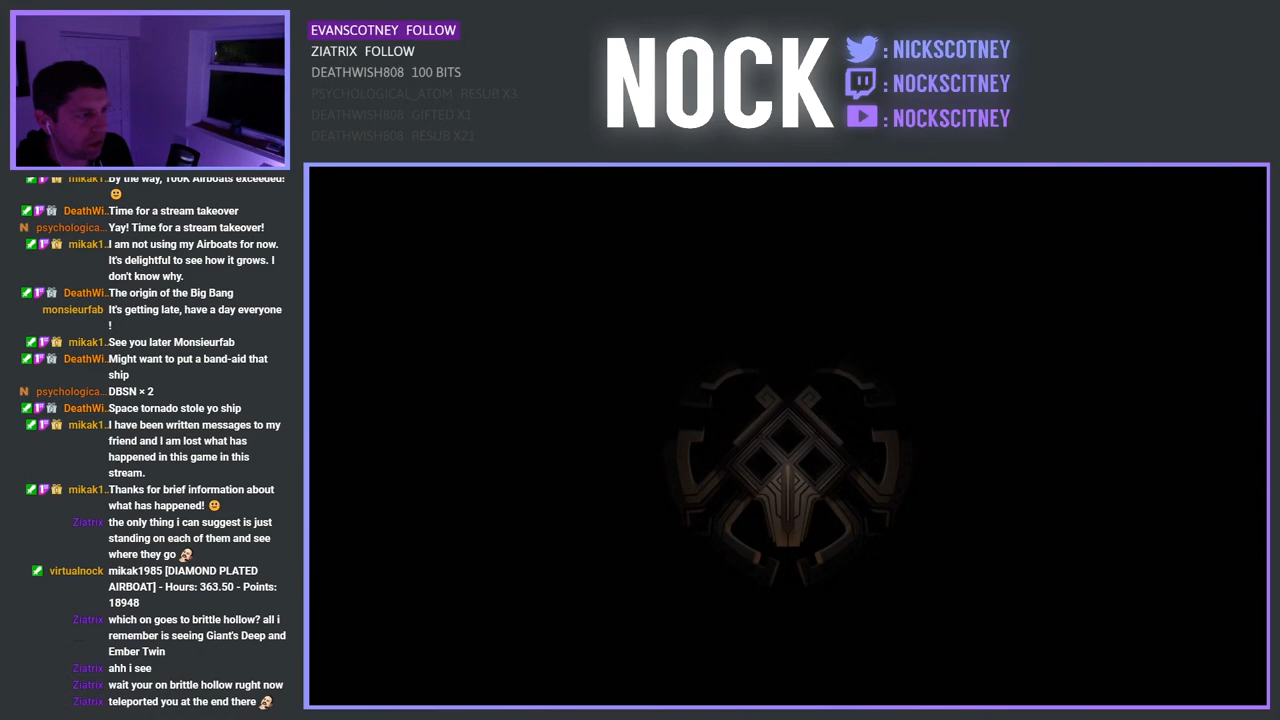 EVANSCOTNEY FOLLOW
ZIATRIX FOLLOW
DEATHWISH808 100 BITS
PSYCHOLOGICAL_ATOM RESUB X3
DEATHWISH808 GIFTED X1
DEATHWISH808 RESUB X21
NOCK
: NICKSCOTNEY
: NOCKSCITNEY
: NOCKSCITNEY
mikak1.. By the way, 100K Airboats exceeded!
DeathWi.. Time for a stream takeover
psychologica... Yay! Time for a stream takeover!
mikak1.. I am not using my Airboats for now.
It's delightful to see how it grows. I
don't know why.
DeathWi.. The origin of the Big Bang
monsieurfab It's getting late, have a day everyone
!
mikak1.. See you later Monsieurfab
DeathWi.. Might want to put a band-aid that
ship
psychologica... DBSN × 2
DeathWi.. Space tornado stole yo ship
mikak1.. I have been written messages to my
friend and I am lost what has
happened in this game in this
stream.
mikak1.. Thanks for brief information about
what has happened!
Ziatrix the only thing i can suggest is just
standing on each of them and see
where they go
virtualnock mikak1985 [DIAMOND PLATED
AIRBOAT] - Hours: 363.50 - Points:
18948
Ziatrix which on goes to brittle hollow? all i
remember is seeing Giant's Deep and
Ember Twin
Ziatrix ahh i see
Ziatrix wait your on brittle hollow rught now
Ziatrix teleported you at the end there